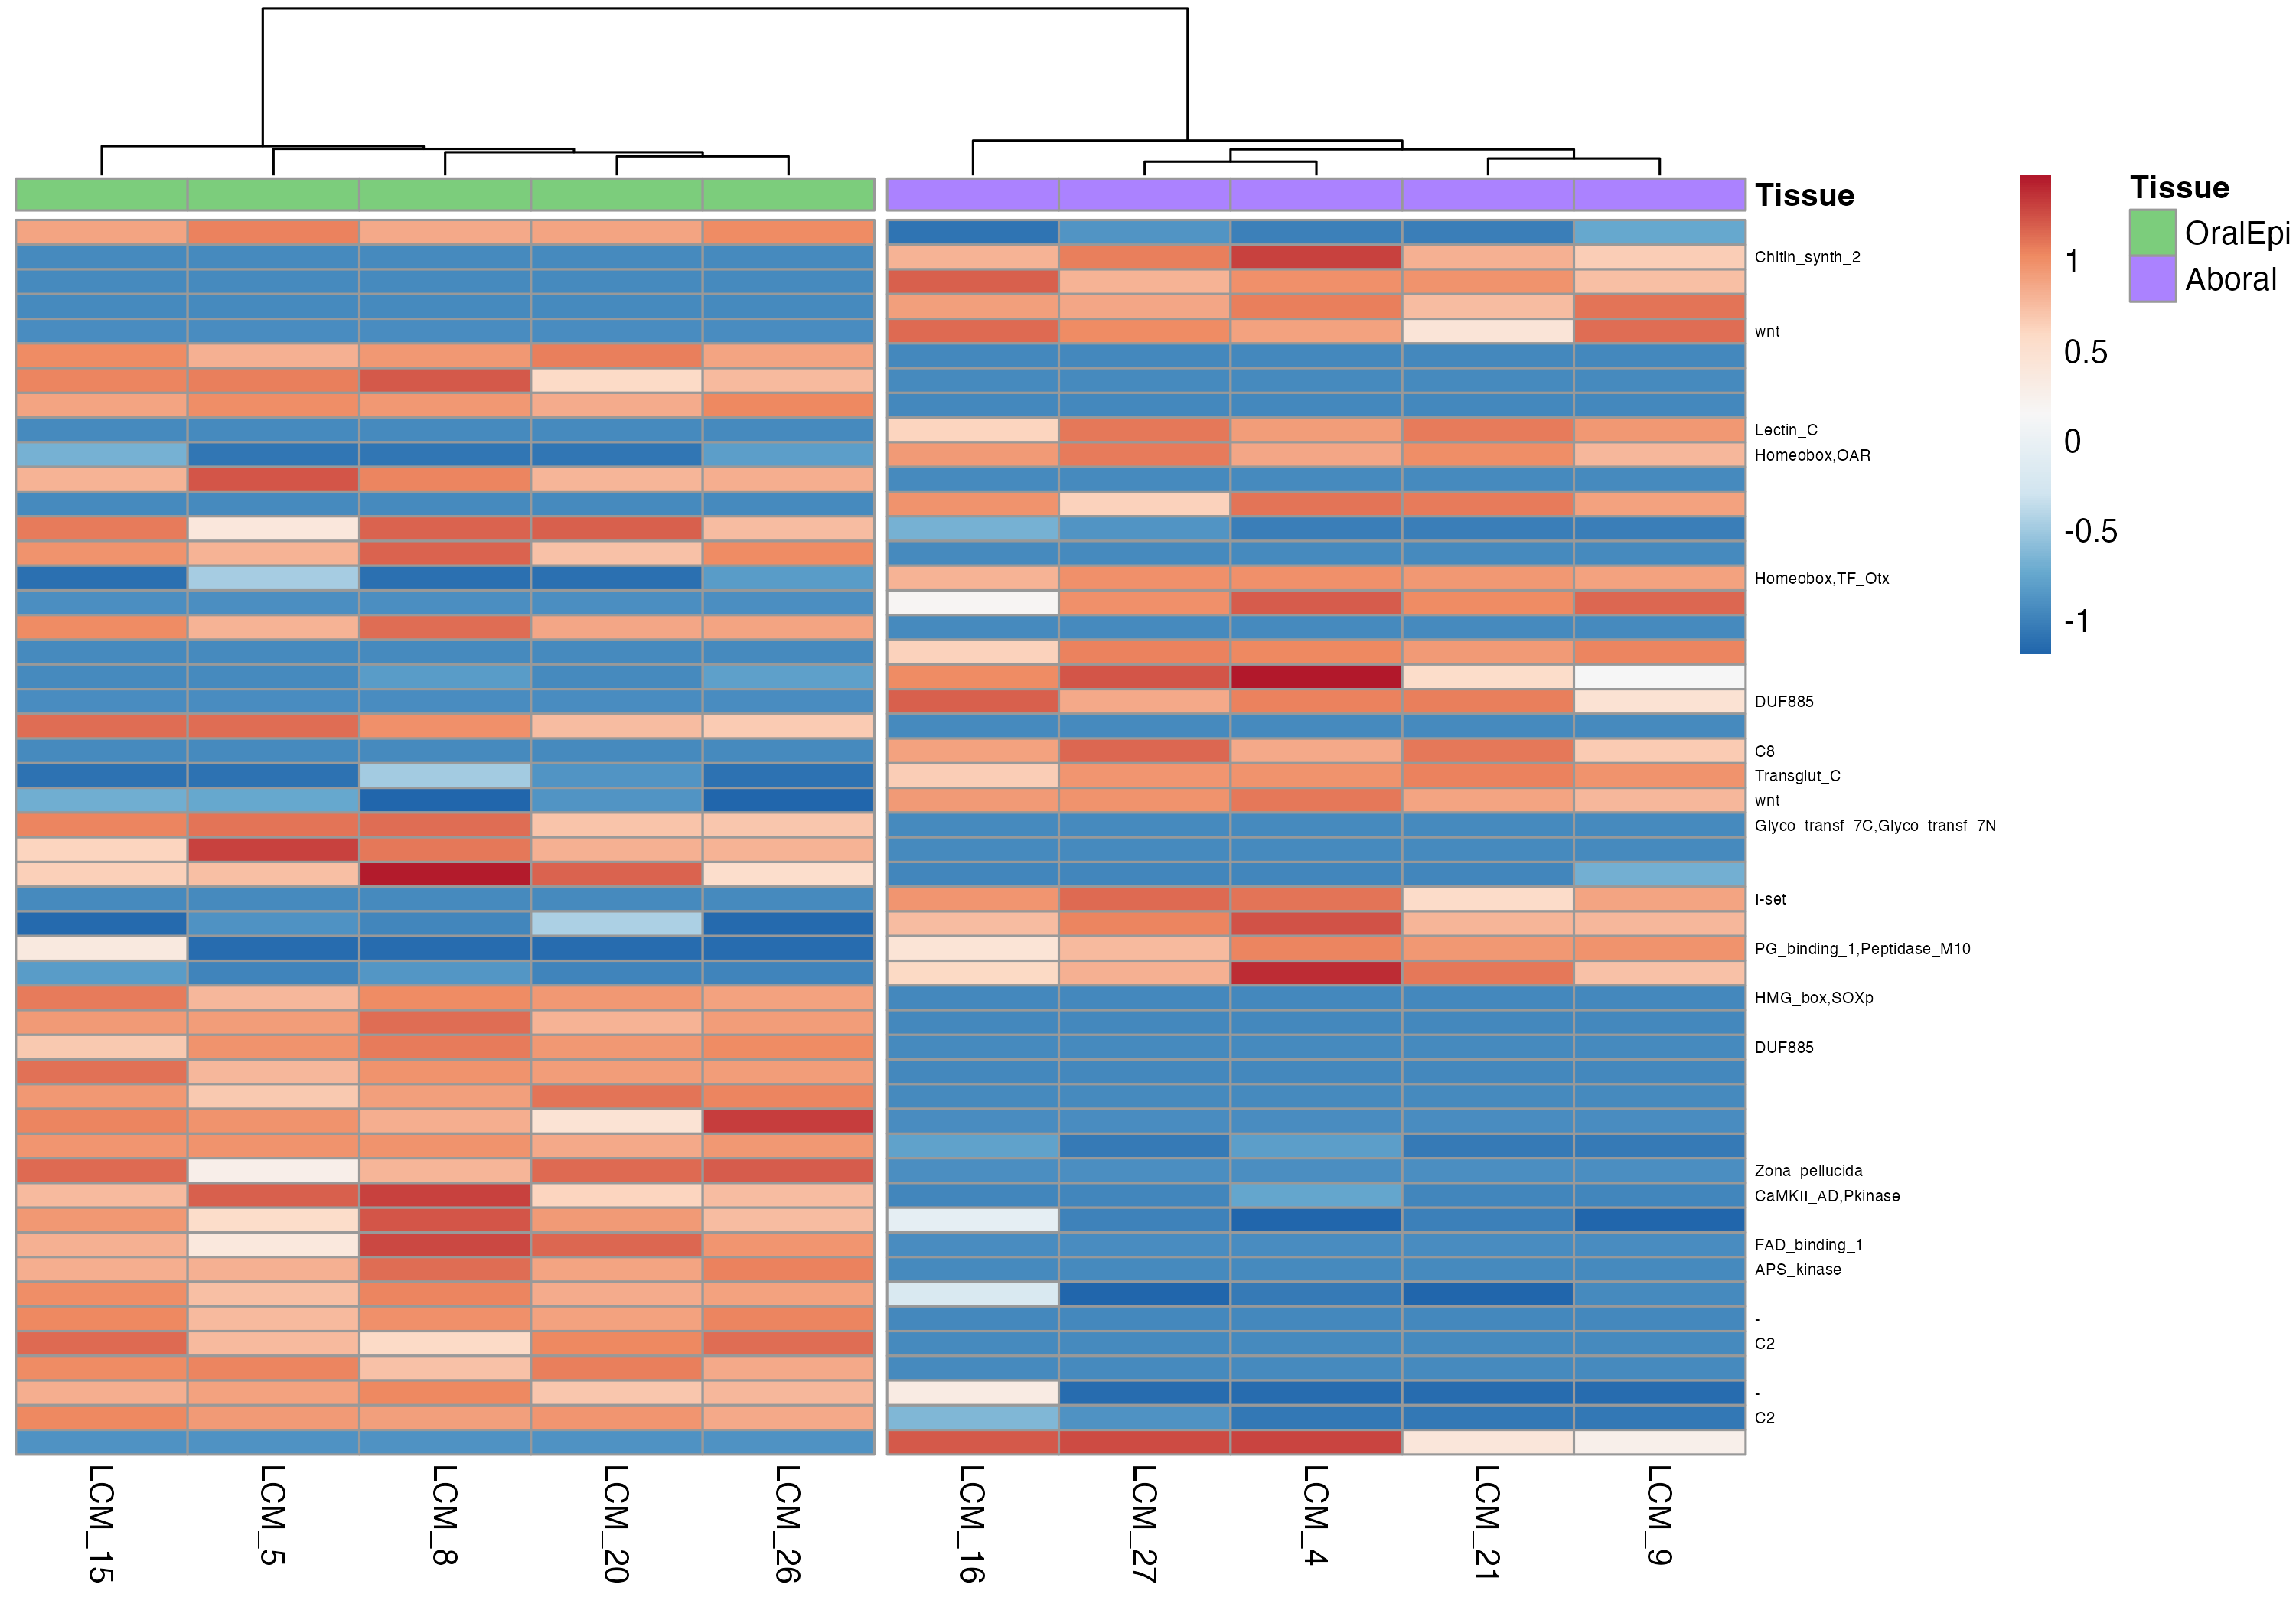 Tissue
Chitin_synth_2
wnt
Lectin_C
Homeobox,OAR
Homeobox,TF_Otx
DUF885
C8
Transglut_C
wnt
Glyco_transf_7C,Glyco_transf_7N
I-set
PG_binding_1,Peptidase_M10
HMG_box,SOXp
DUF885
Zona_pellucida
CaMKII_AD,Pkinase
FAD_binding_1
APS_kinase
-
C2
-
C2
1
0.5
0
-0.5
-1
Tissue
OralEpi
Aboral
LCM_15
LCM_5
LCM_8
LCM_20
LCM_26
LCM_16
LCM_27
LCM_4
LCM_21
LCM_9